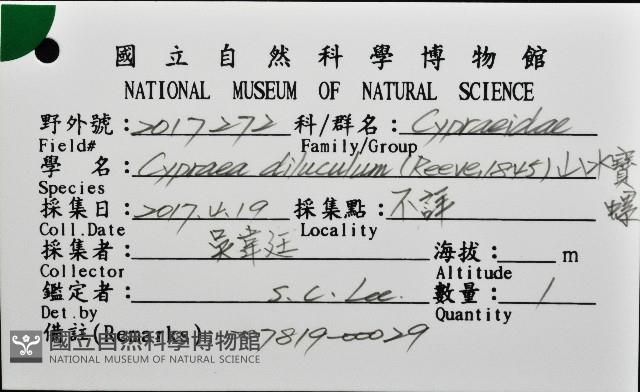 國立自然科學博物館
NATIONAL MUSEUM OF NATURAL SCIENCE
野外號：2017272 科/群名：Cypraeidae
Field# Family/Group
學 名：Cypraea diluculum (Reeve, 1845) 山水寶螺
Species
採集日：2017.4.19 採集點：不詳
Coll.Date Locality
採集者：吳韋廷 海拔：m
Collector Altitude
鑑定者：S.C. Lee. 數量：1
Det.by Quantity
備註(Remarks) 7819-00029
國立自然科學博物館
NATIONAL MUSEUM OF NATURAL SCIENCE